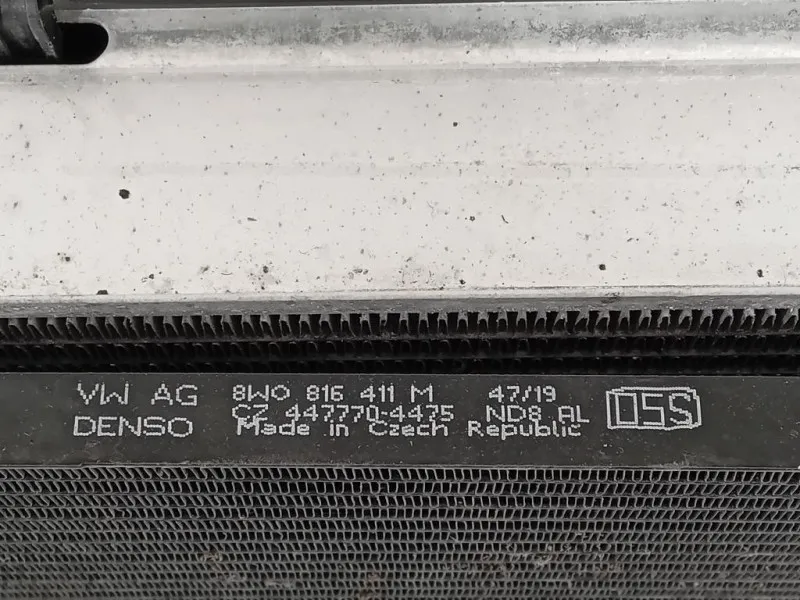 VW AG 8W0 816 411 M 47/19
DENSO CZ 447770-4475 ND8 AL
Made in Czech Republic
OSS